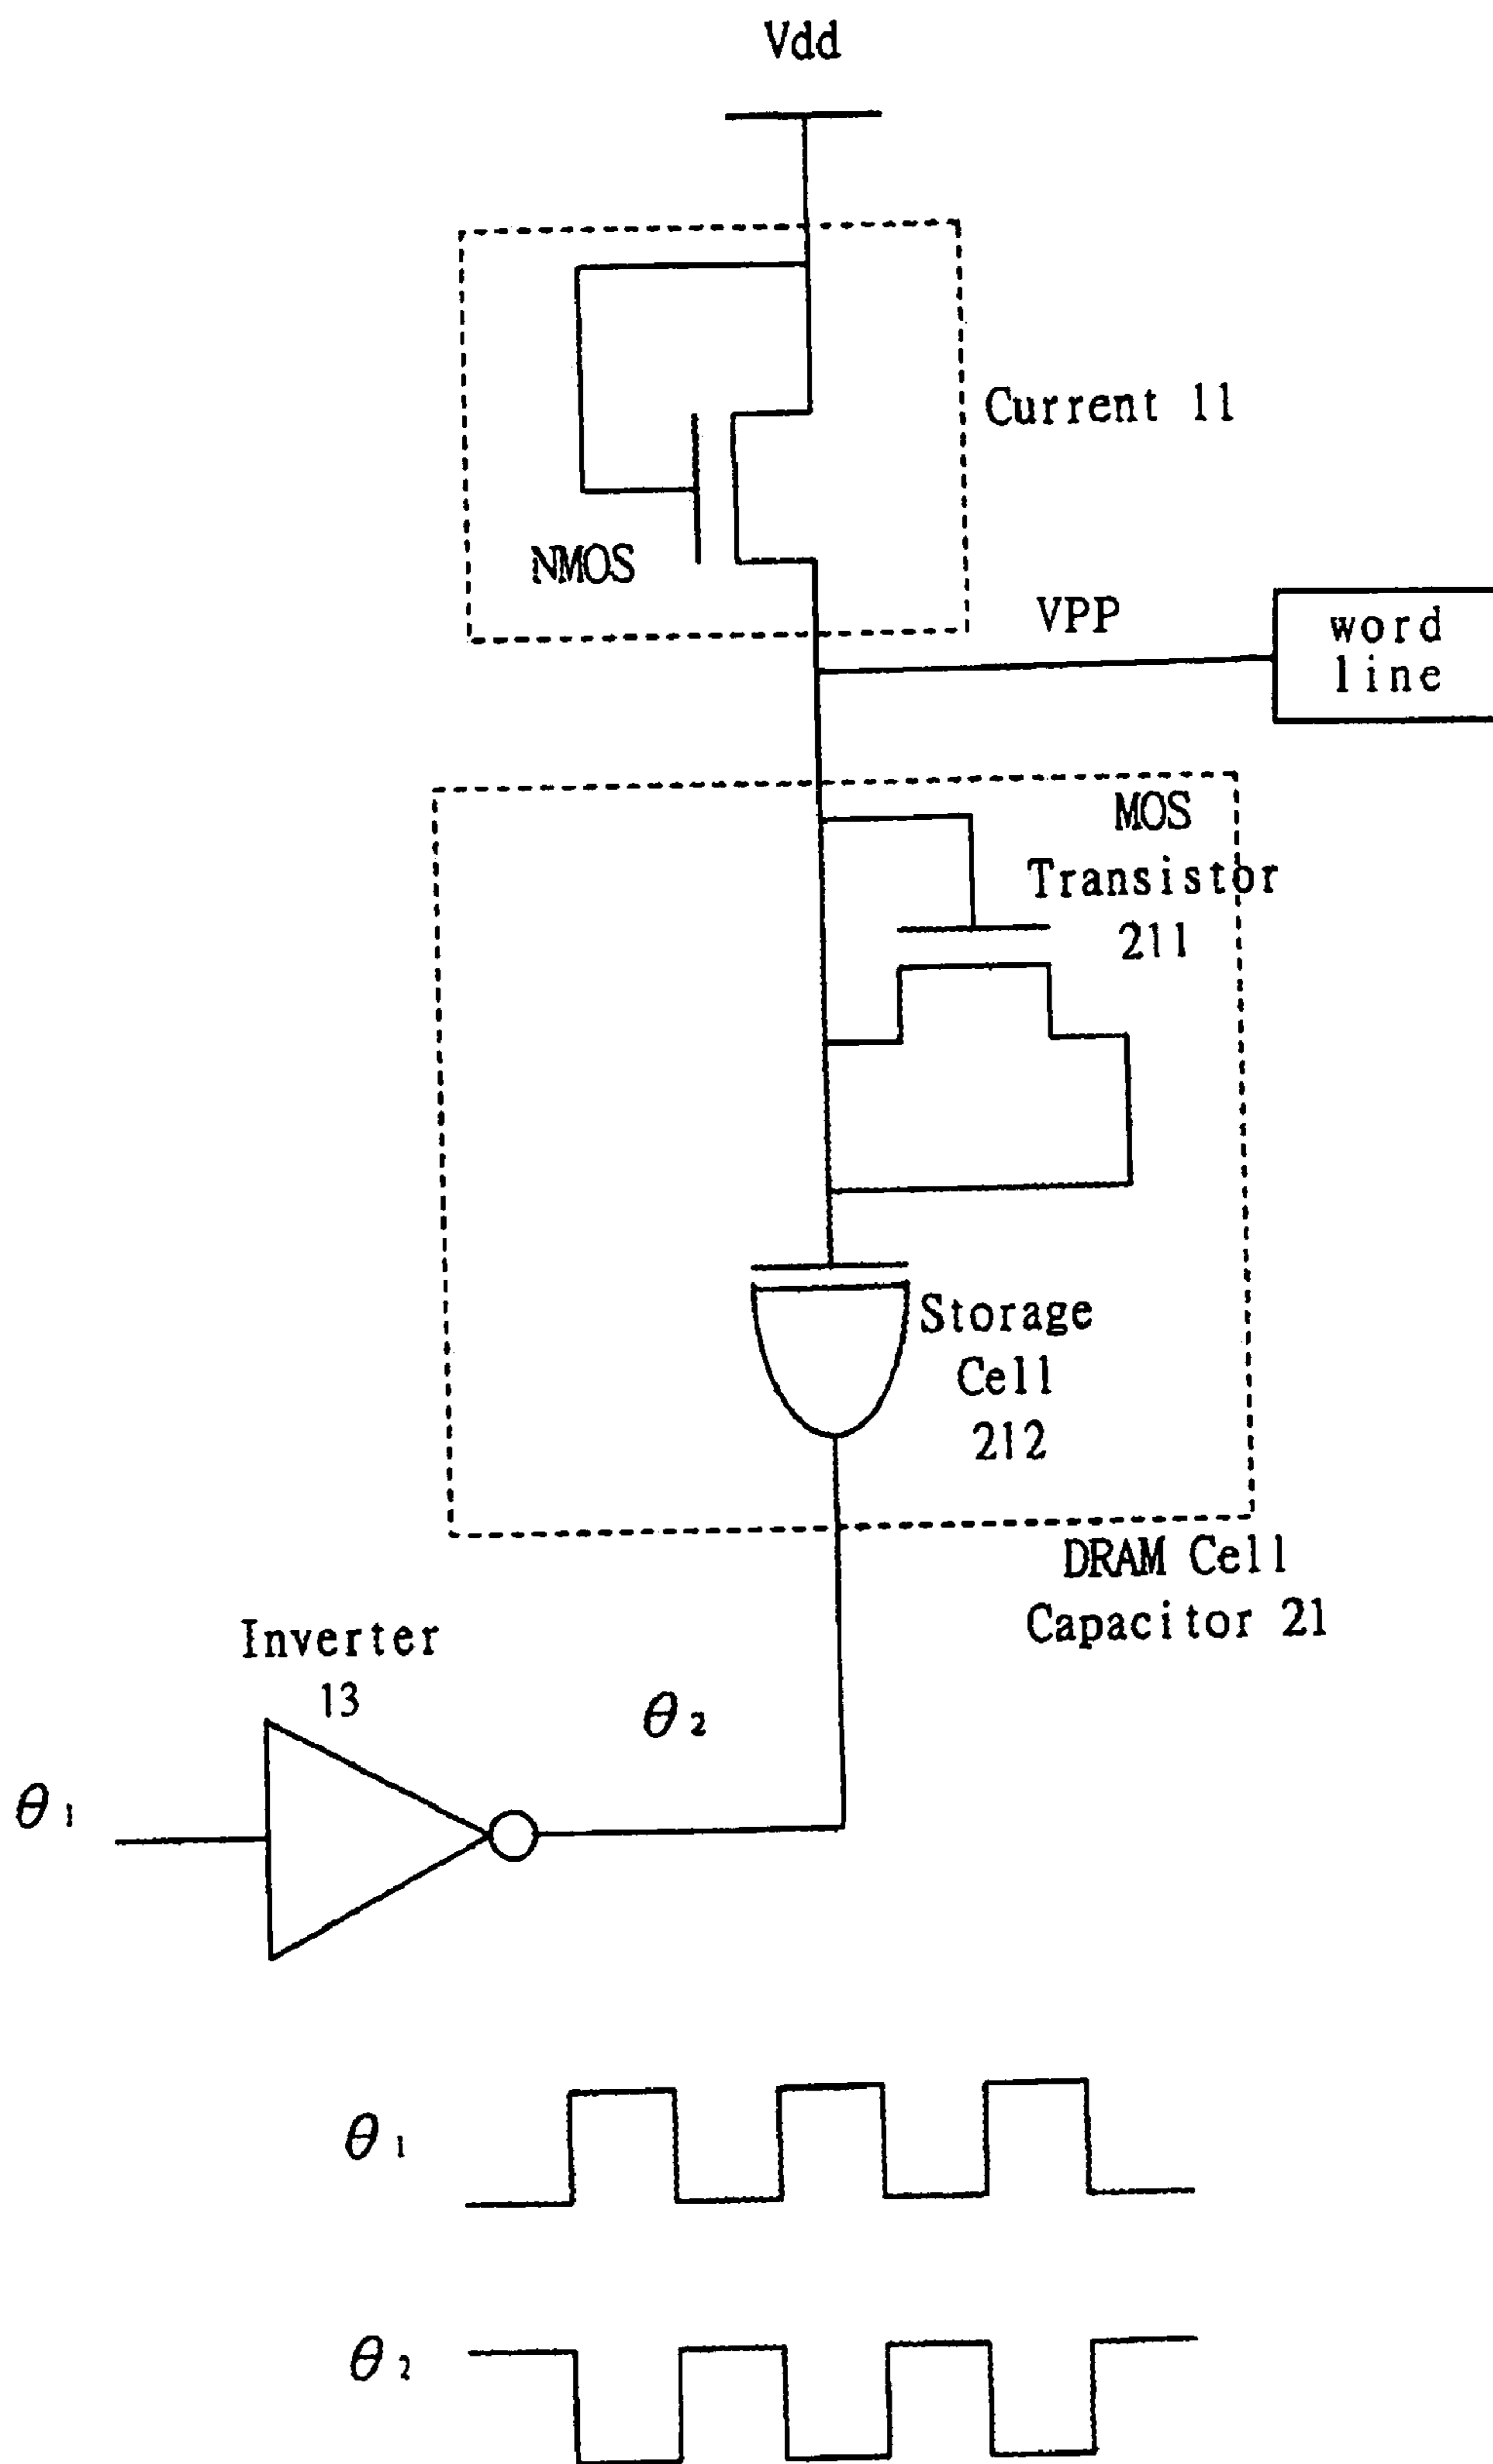 Vdd
Current 11
NMOS
VPP
word
line
MOS
Transistor
211
Storage
Cell
212
DRAM Cell
Capacitor 21
Inverter
13
θ2
θ1
θ1
θ2